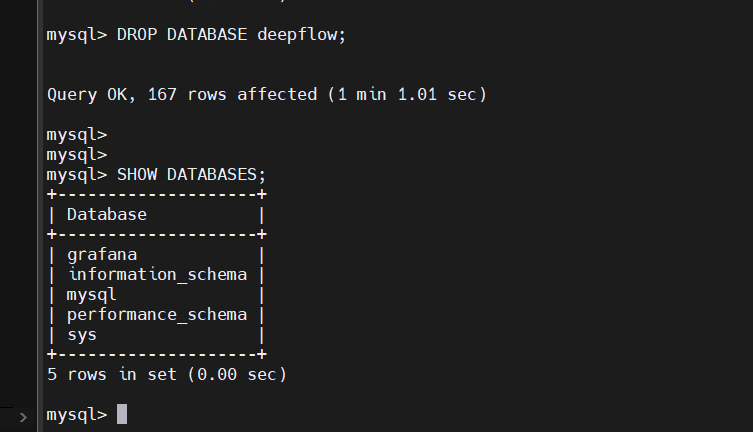 mysql> DROP DATABASE deepflow;
Query OK, 167 rows affected (1 min 1.01 sec)
mysql>
mysql>
mysql> SHOW DATABASES;
+--------------------+
| Database           |
+--------------------+
| grafana            |
| information_schema |
| mysql              |
| performance_schema |
| sys                |
+--------------------+
5 rows in set (0.00 sec)
mysql>